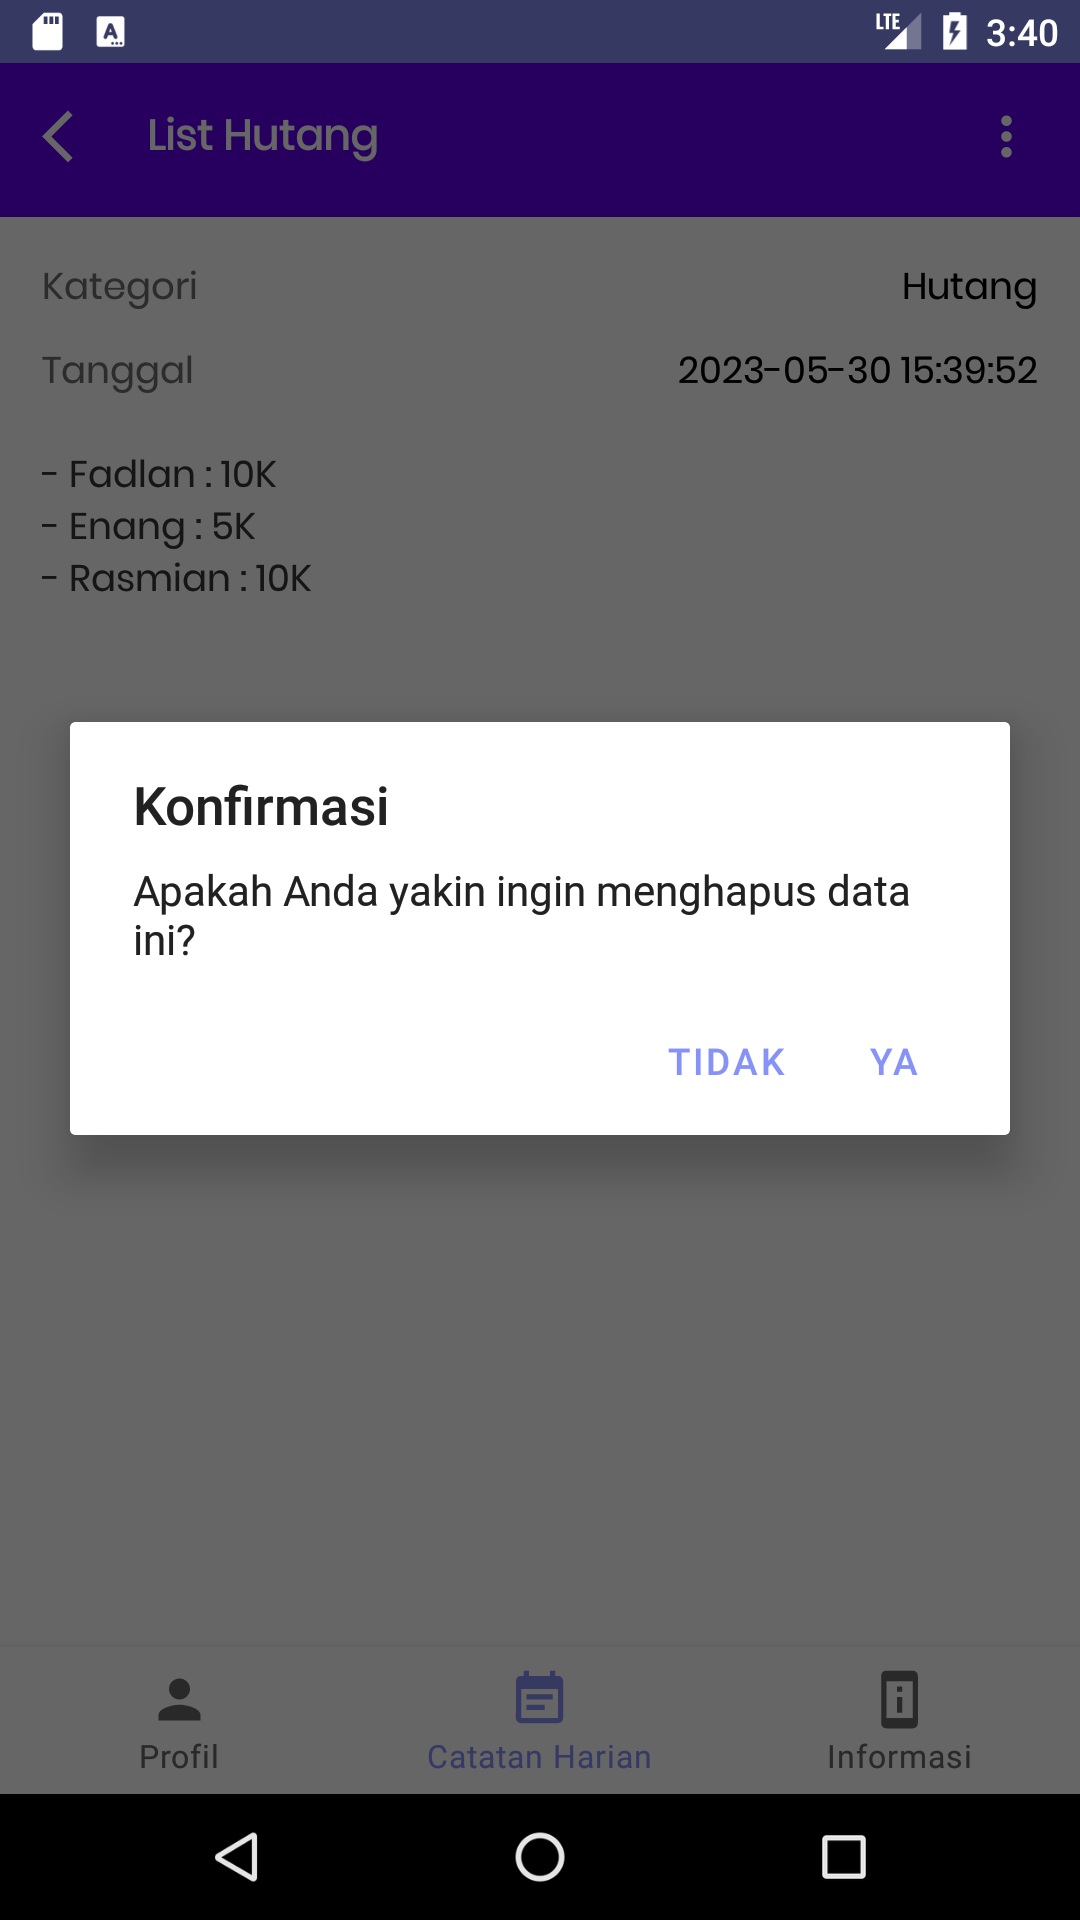 LTE 3:40
List Hutang
Kategori Hutang
Tanggal 2023-05-30 15:39:52
- Fadlan : 10K
- Enang : 5K
- Rasmian : 10K
Konfirmasi
Apakah Anda yakin ingin menghapus data
ini?
TIDAK YA
Profil Catatan Harian Informasi